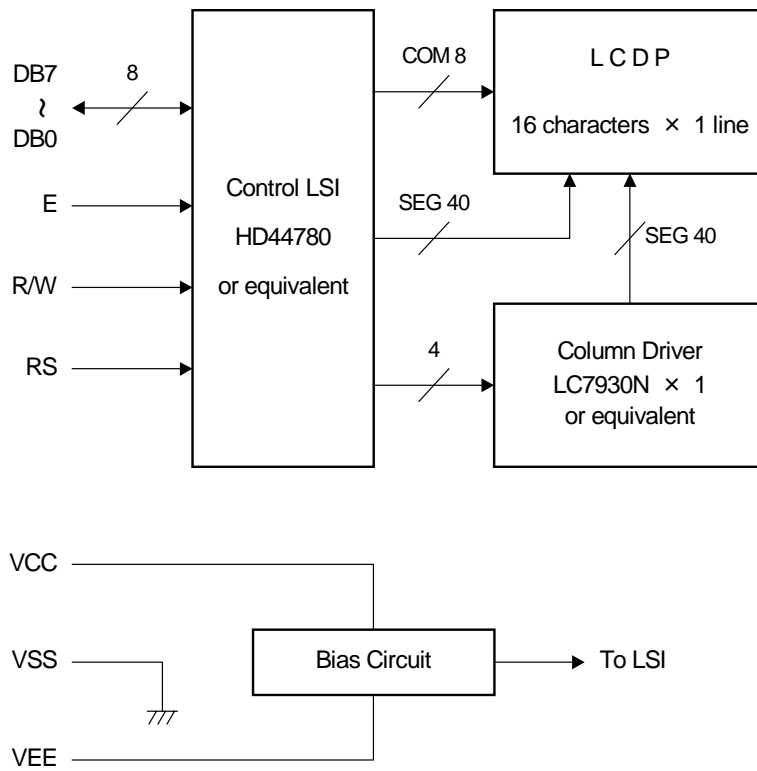 DB7
~
DB0
8
E
R/W
RS
Control LSI
HD44780
or equivalent
COM 8
SEG 40
4
L C D P
16 characters × 1 line
SEG 40
Column Driver
LC7930N × 1
or equivalent
VCC
VSS
VEE
Bias Circuit
To LSI